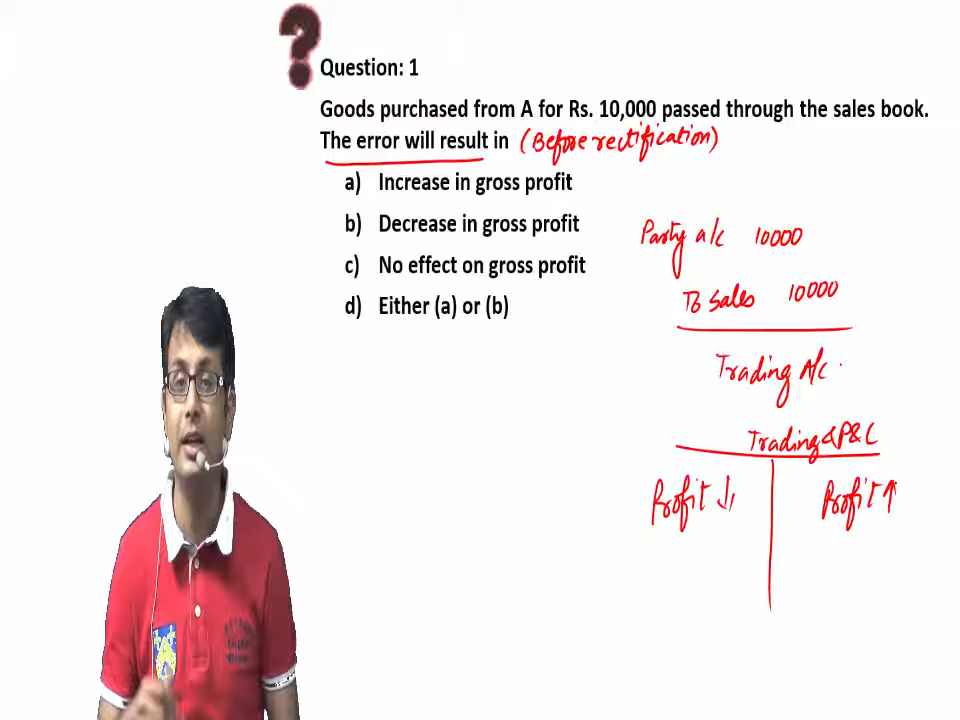 Question: 1
Goods purchased from A for Rs. 10,000 passed through the sales book.
The error will result in (Before rectification)
a) Increase in gross profit
b) Decrease in gross profit
c) No effect on gross profit
d) Either (a) or (b)
Party a/c 10000
To Sales 10000
Trading A/c
Trading & P&L
Profit ↓ Profit ↑